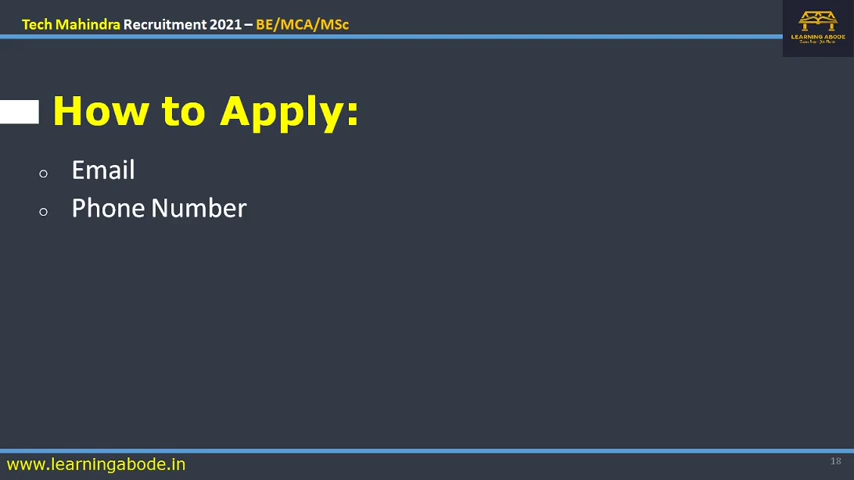 Tech Mahindra Recruitment 2021 – BE/MCA/MSc
LEARNING ABODE
How to Apply:
Email
Phone Number
www.learningabode.in
18